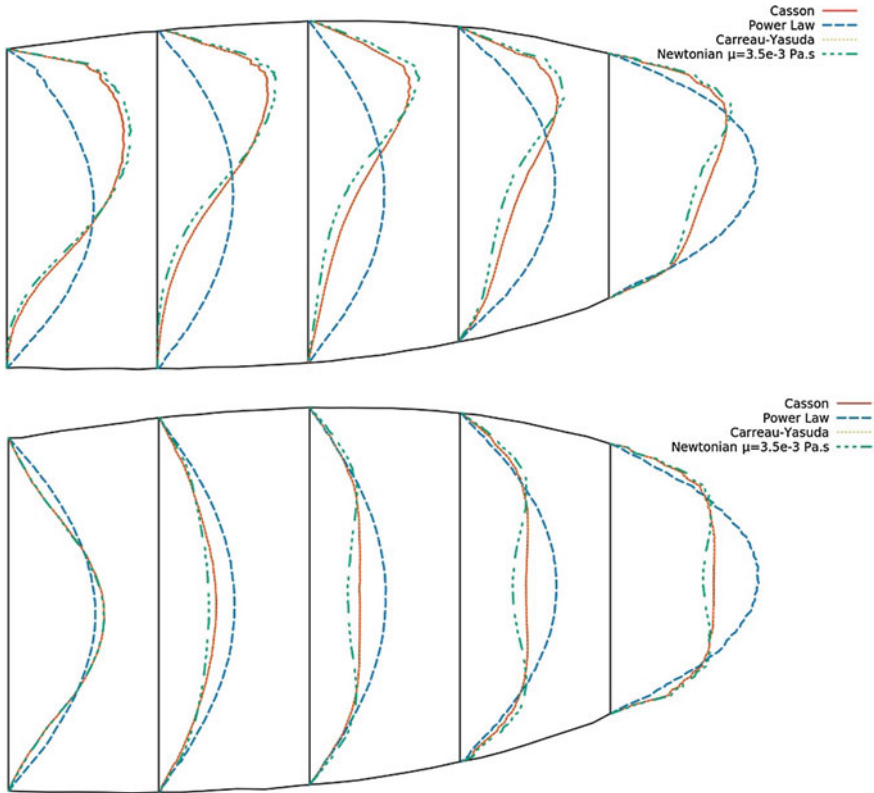 Casson
Power Law
Carreau-Yasuda
Newtonian μ=3.5e-3 Pa.s
Casson
Power Law
Carreau-Yasuda
Newtonian μ=3.5e-3 Pa.s